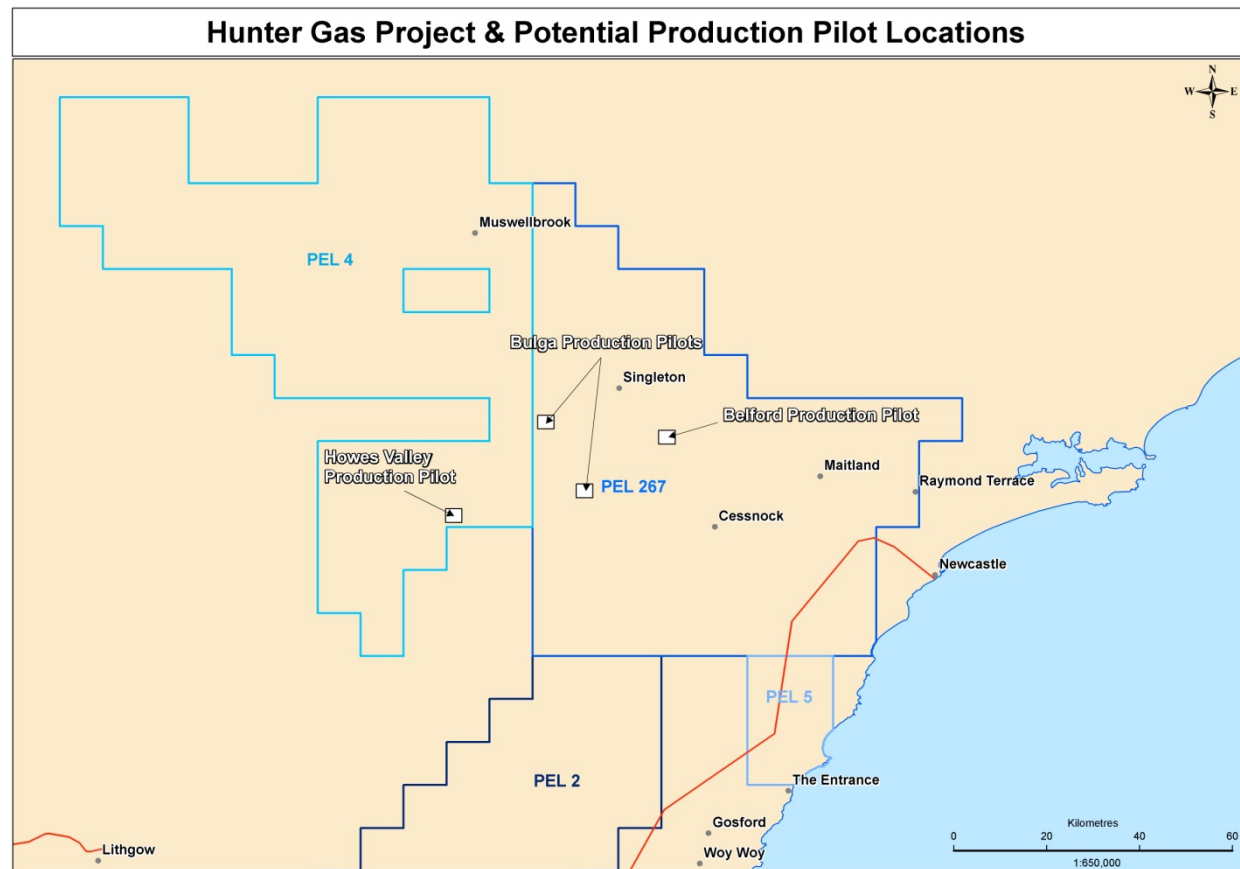 Hunter Gas Project & Potential Production Pilot Locations
N
W E
S
Muswellbrook
PEL 4
Bulga Production Pilots
Singleton
Belford Production Pilot
Howes Valley
Production Pilot
Maitland
PEL 267
Raymond Terrace
Cessnock
Newcastle
PEL 5
PEL 2
The Entrance
Gosford
Kilometres
Lithgow
Woy Woy
0 20 40 60
1:650,000